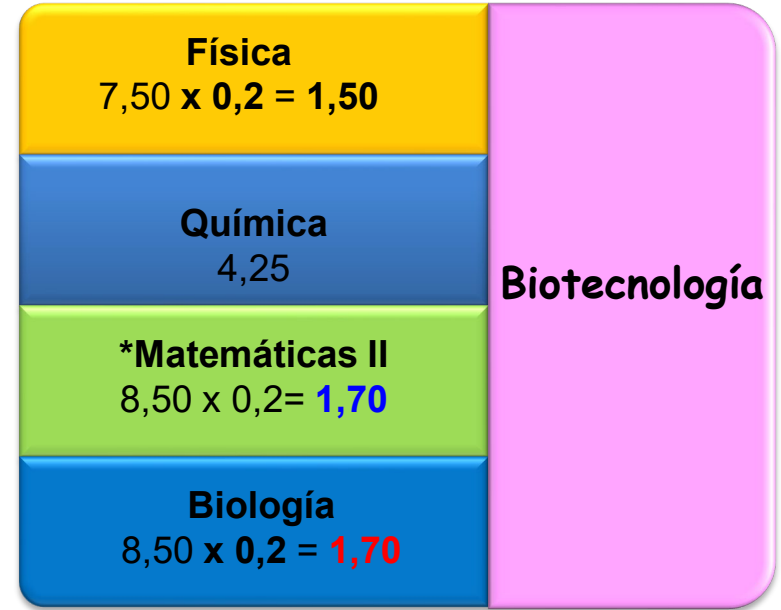 Física
7,50 x 0,2 = 1,50
Química
4,25
*Matemáticas II
8,50 x 0,2= 1,70
Biología
8,50 x 0,2 = 1,70
Biotecnología